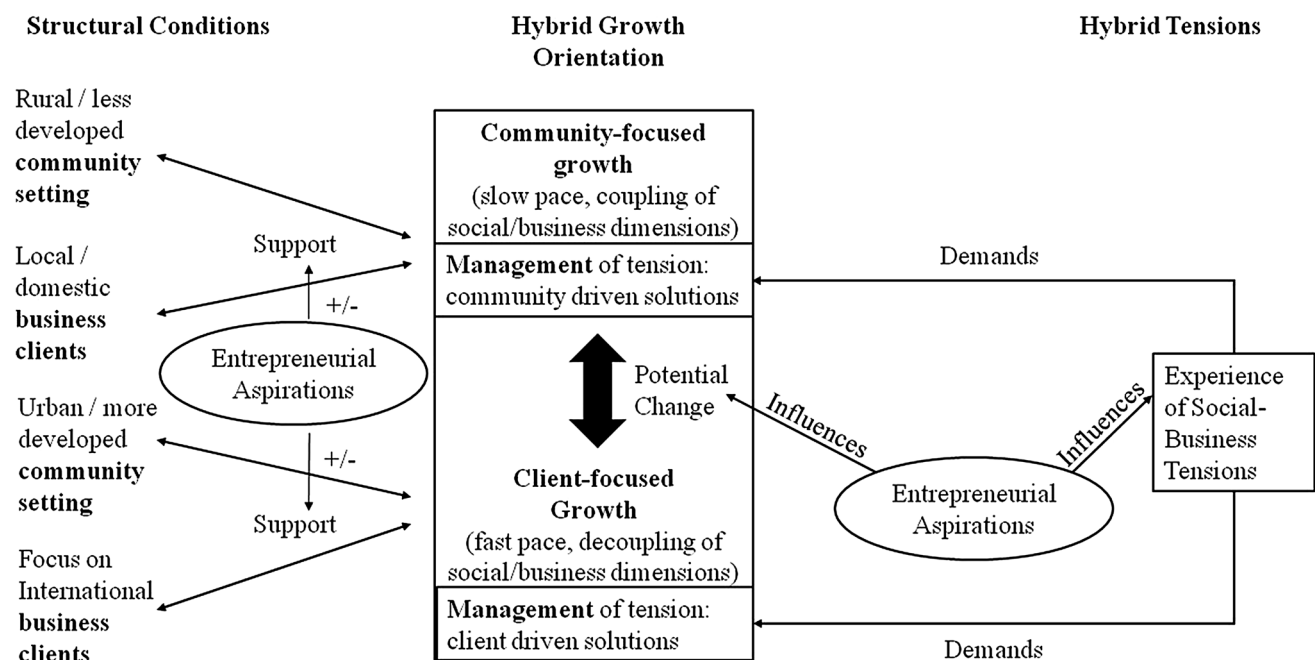 Structural Conditions
Hybrid Growth
Orientation
Hybrid Tensions
Rural / less
developed
community
setting
Local /
domestic
business
clients
Urban / more
developed
community
setting
Focus on
International
business
clients
Support
+/-
Entrepreneurial
Aspirations
+/-
Support
Community-focused
growth
(slow pace, coupling of
social/business dimensions)
Management of tension:
community driven solutions
Potential
Change
Client-focused
Growth
(fast pace, decoupling of
social/business dimensions)
Management of tension:
client driven solutions
Demands
Influences
Influences
Entrepreneurial
Aspirations
Experience
of Social-
Business
Tensions
Demands